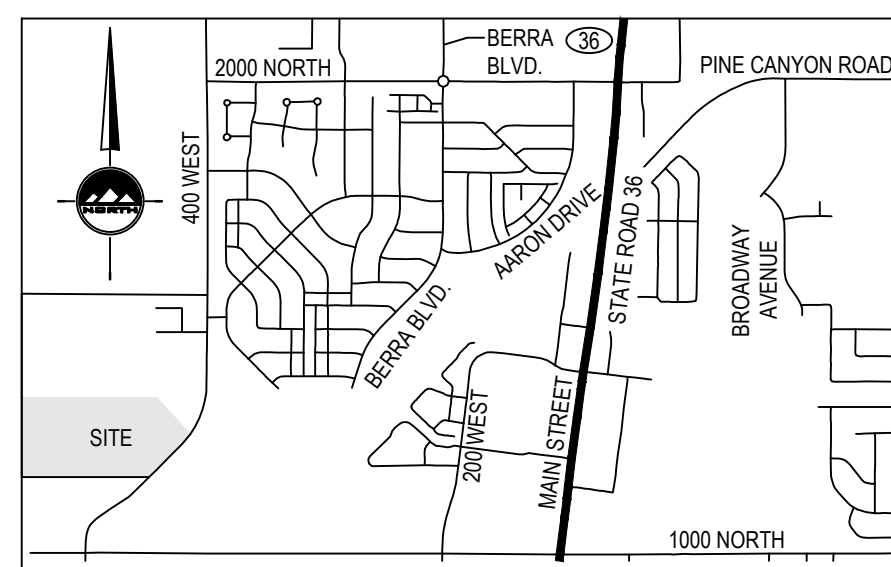 BERRA
BLVD.
36
2000 NORTH
PINE CANYON ROAD
400 WEST
NORTH
AARON DRIVE
STATE ROAD 36
BROADWAY
AVENUE
BERRA BLVD.
SITE
200 WEST
MAIN STREET
1000 NORTH